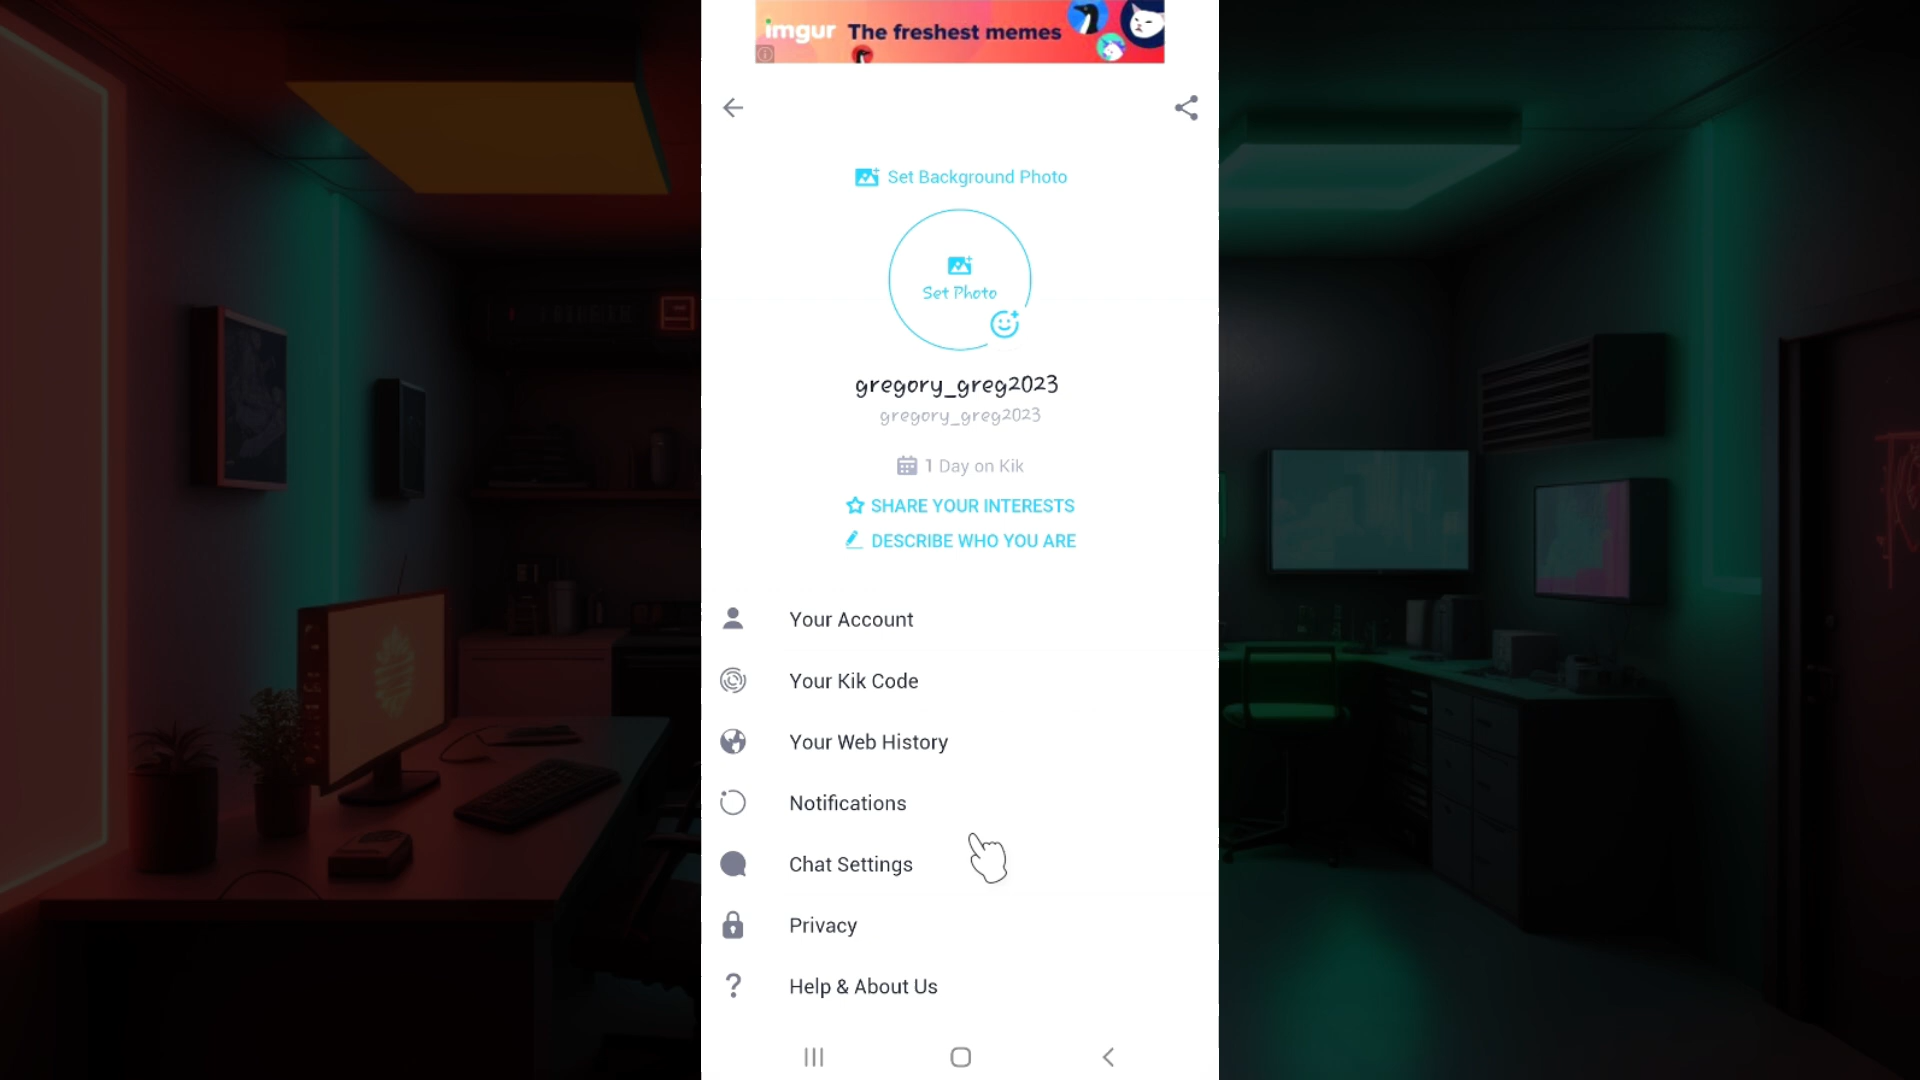 imgur The freshest memes
Set Background Photo
Set Photo
gregory_greg2023
gregory_greg2023
1 Day on Kik
SHARE YOUR INTERESTS
DESCRIBE WHO YOU ARE
Your Account
Your Kik Code
Your Web History
Notifications
Chat Settings
Privacy
Help & About Us